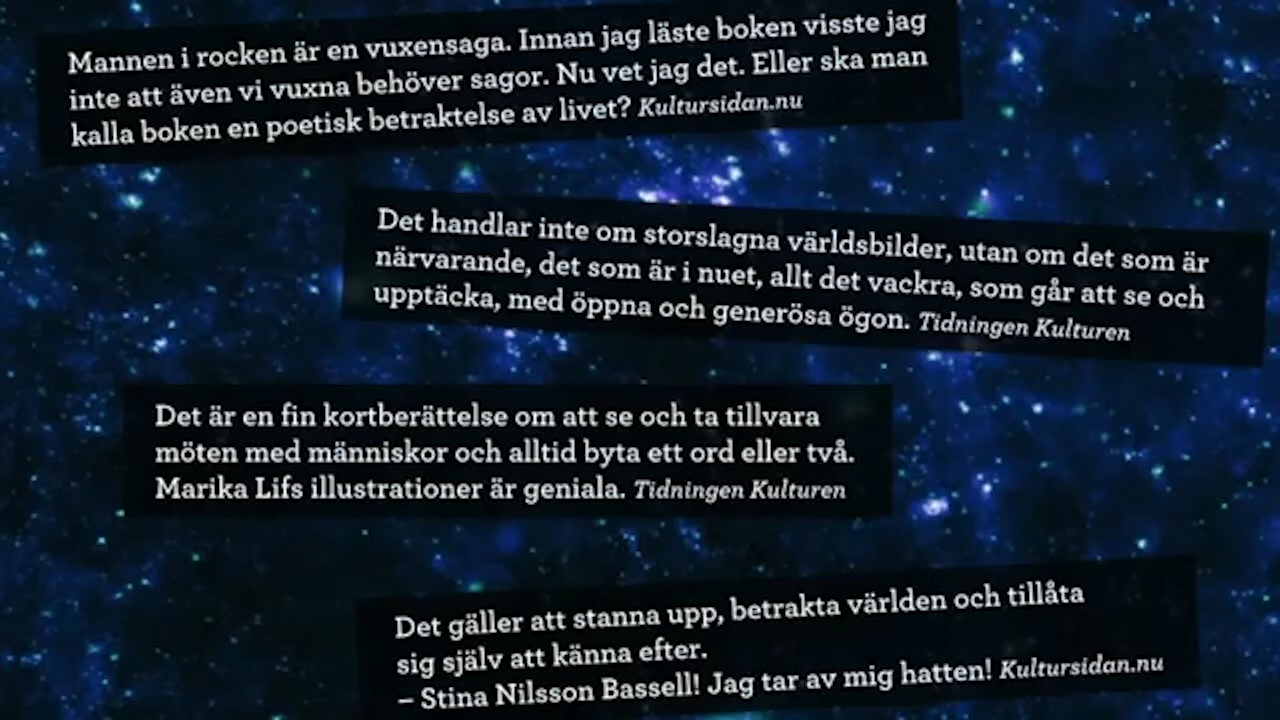 Mannen i rocken är en vuxensaga. Innan jag läste boken visste jag
inte att även vi vuxna behöver sagor. Nu vet jag det. Eller ska man
kalla boken en poetisk betraktelse av livet? Kultursidan.nu
Det handlar inte om storslagna världsbilder, utan om det som är
närvarande, det som är i nuet, allt det vackra, som går att se och
upptäcka, med öppna och generösa ögon. Tidningen Kulturen
Det är en fin kortberättelse om att se och ta tillvara
möten med människor och alltid byta ett ord eller två.
Marika Lifs illustrationer är geniala. Tidningen Kulturen
Det gäller att stanna upp, betrakta världen och tillåta
sig själv att känna efter.
– Stina Nilsson Bassell! Jag tar av mig hatten! Kultursidan.nu